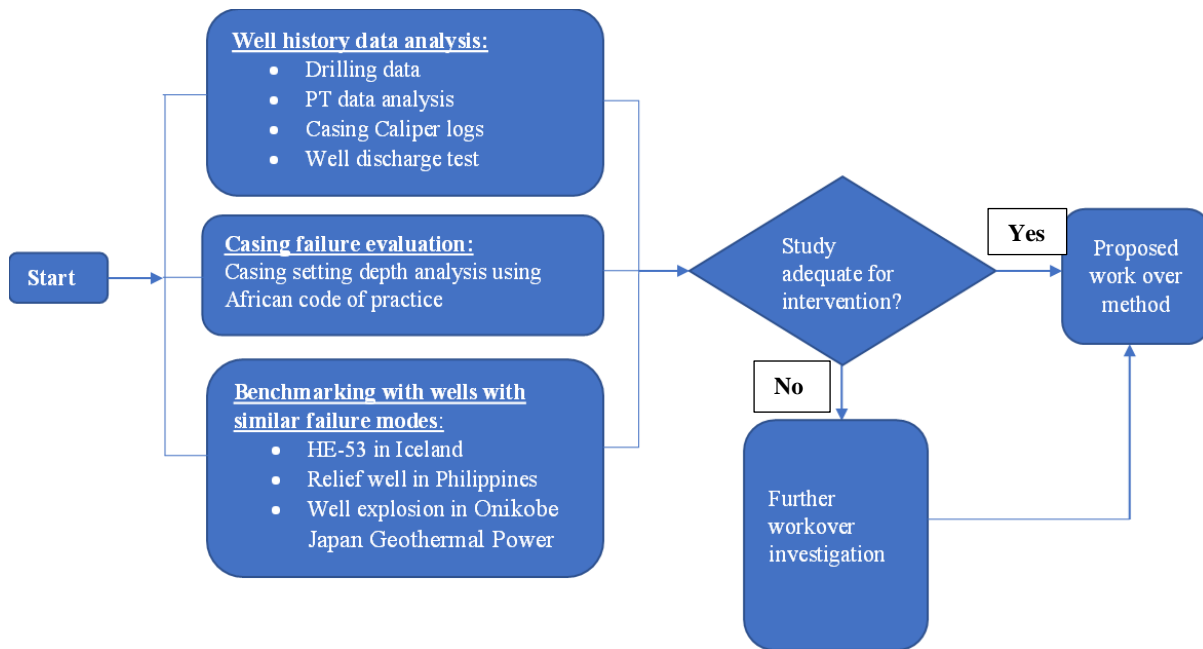 Start
Well history data analysis:
• Drilling data
• PT data analysis
• Casing Caliper logs
• Well discharge test
Casing failure evaluation:
Casing setting depth analysis using
African code of practice
Benchmarking with wells with
similar failure modes:
• HE-53 in Iceland
• Relief well in Philippines
• Well explosion in Onikobe
Japan Geothermal Power
Study
adequate for
intervention?
Yes
Proposed
work over
method
No
Further
workover
investigation